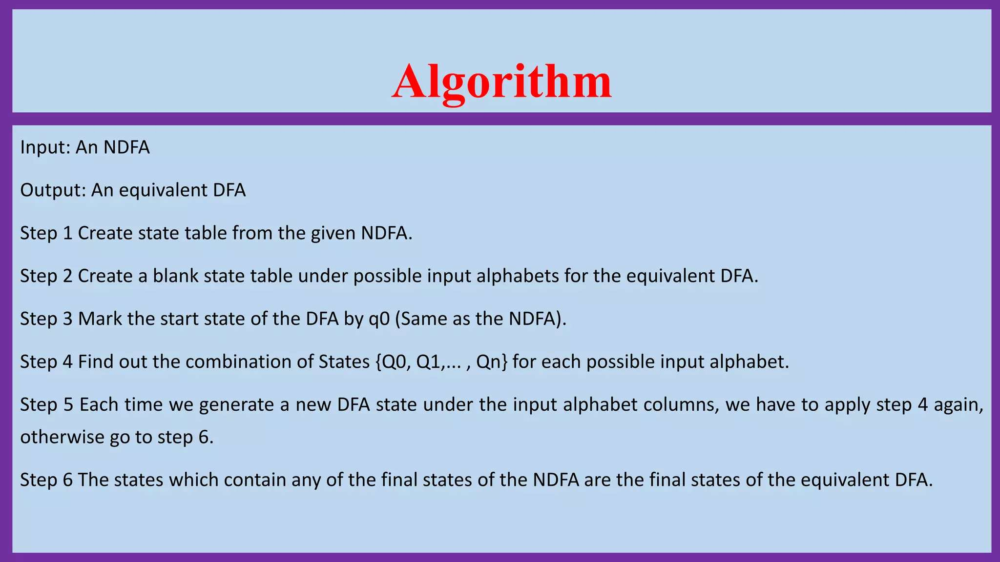 Algorithm
Input: An NDFA
Output: An equivalent DFA
Step 1 Create state table from the given NDFA.
Step 2 Create a blank state table under possible input alphabets for the equivalent DFA.
Step 3 Mark the start state of the DFA by q0 (Same as the NDFA).
Step 4 Find out the combination of States {Q0, Q1,... , Qn} for each possible input alphabet.
Step 5 Each time we generate a new DFA state under the input alphabet columns, we have to apply step 4 again,
otherwise go to step 6.
Step 6 The states which contain any of the final states of the NDFA are the final states of the equivalent DFA.